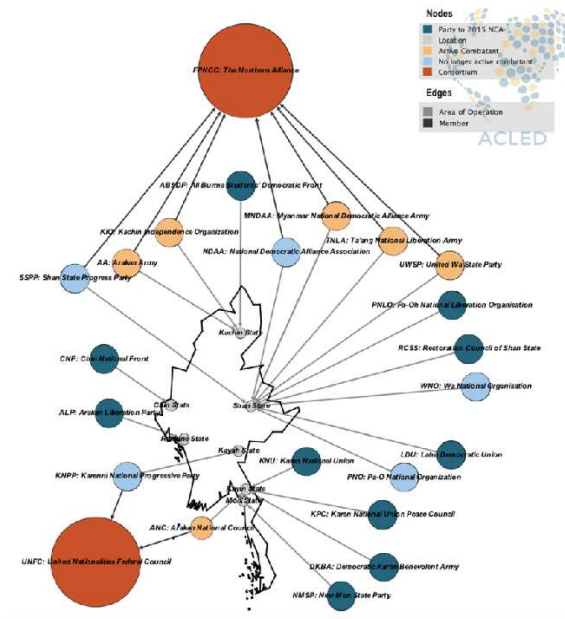 Nodes
Party to 2015 NCA
Location
Active Combatant
No longer active combatant
Consortium
Edges
Area of Operation
Member
ACLED
FPNCC: The Northern Alliance
ABSDF: All Burma Students' Democratic Front
MNDAA: Myanmar National Democratic Alliance Army
KIO: Kachin Independence Organization
TNLA: Ta'ang National Liberation Army
NDAA: National Democratic Alliance Association
AA: Arakan Army
UWSP: United Wa State Party
SSPP: Shan State Progress Party
PNLO: Pa-Oh National Liberation Organisation
Kachin State
RCSS: Restoration Council of Shan State
CNF: Chin National Front
WNO: Wa National Organisation
Chin State
Shan State
ALP: Arakan Liberation Party
Rakhine State
Kayah State
LDU: Lahu Democratic Union
KNU: Karen National Union
KNPP: Karenni National Progressive Party
PNO: Pa-O National Organization
Mon State
KPC: Karen National Union Peace Council
ANC: Arakan National Council
UNFC: United Nationalities Federal Council
DKBA: Democratic Karen Benevolent Army
NMSP: New Mon State Party